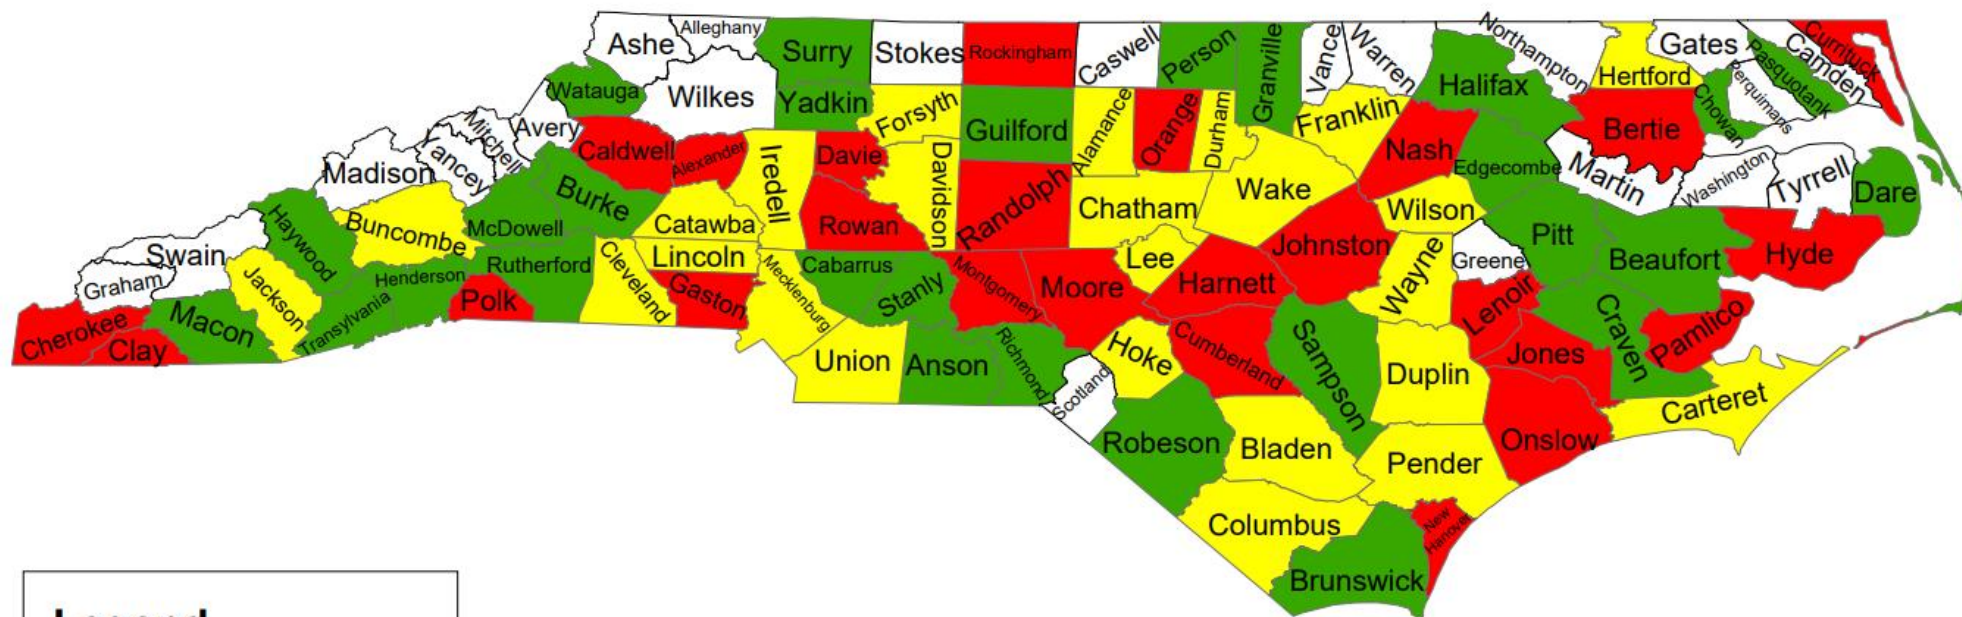 Alleghany
Ashe
Surry
Stokes
Rockingham
Caswell
Person
Granville
Vance
Warren
Northampton
Gates
Currituck
Camden
Pasquotank
Perquimans
Chowan
Hertford
Halifax
Watauga
Wilkes
Yadkin
Forsyth
Guilford
Alamance
Orange
Durham
Franklin
Nash
Edgecombe
Bertie
Martin
Washington
Tyrrell
Dare
Mitchell
Avery
Yancey
Madison
Caldwell
Alexander
Iredell
Davie
Davidson
Randolph
Chatham
Wake
Wilson
Pitt
Beaufort
Hyde
Haywood
Buncombe
McDowell
Burke
Catawba
Rowan
Lincoln
Swain
Graham
Jackson
Henderson
Transylvania
Rutherford
Polk
Cleveland
Gaston
Mecklenburg
Cabarrus
Stanly
Montgomery
Moore
Lee
Harnett
Johnston
Wayne
Greene
Lenoir
Craven
Pamlico
Jones
Cherokee
Clay
Macon
Union
Anson
Richmond
Scotland
Hoke
Cumberland
Sampson
Duplin
Onslow
Carteret
Robeson
Bladen
Pender
Columbus
New
Hanover
Brunswick